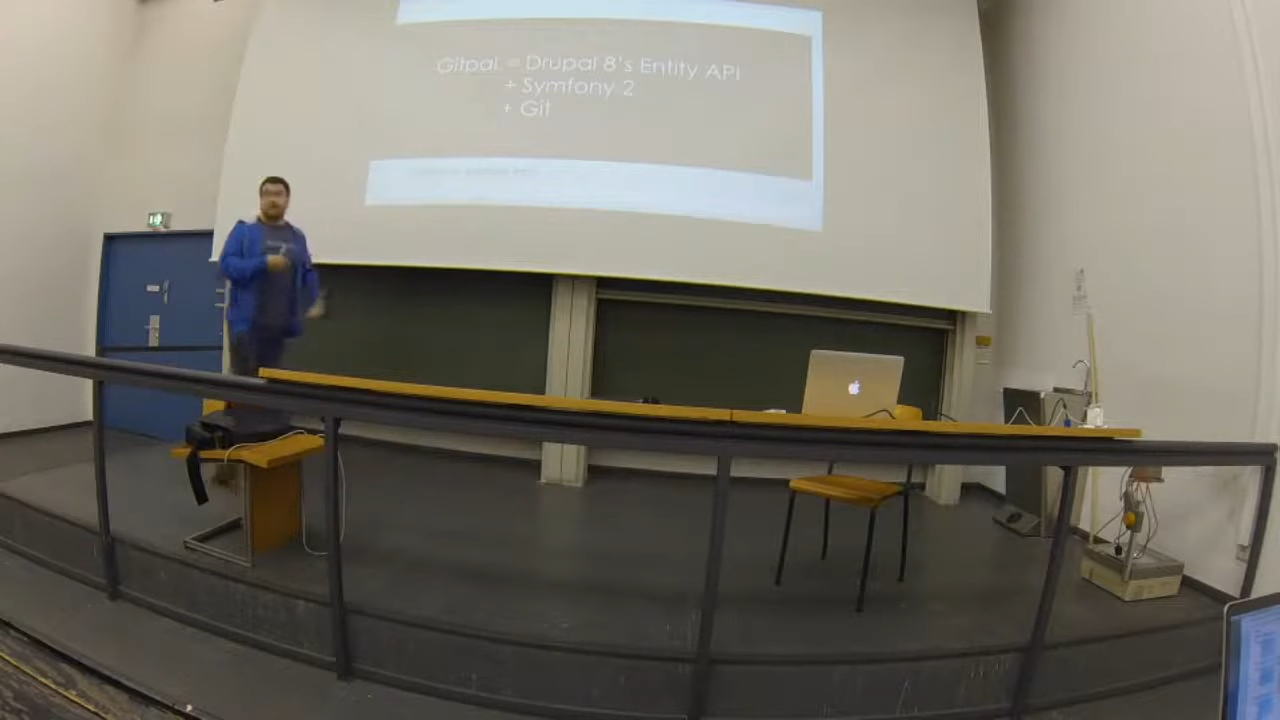 Gitpal = Drupal 8's Entity API
+ Symfony 2
+ Git